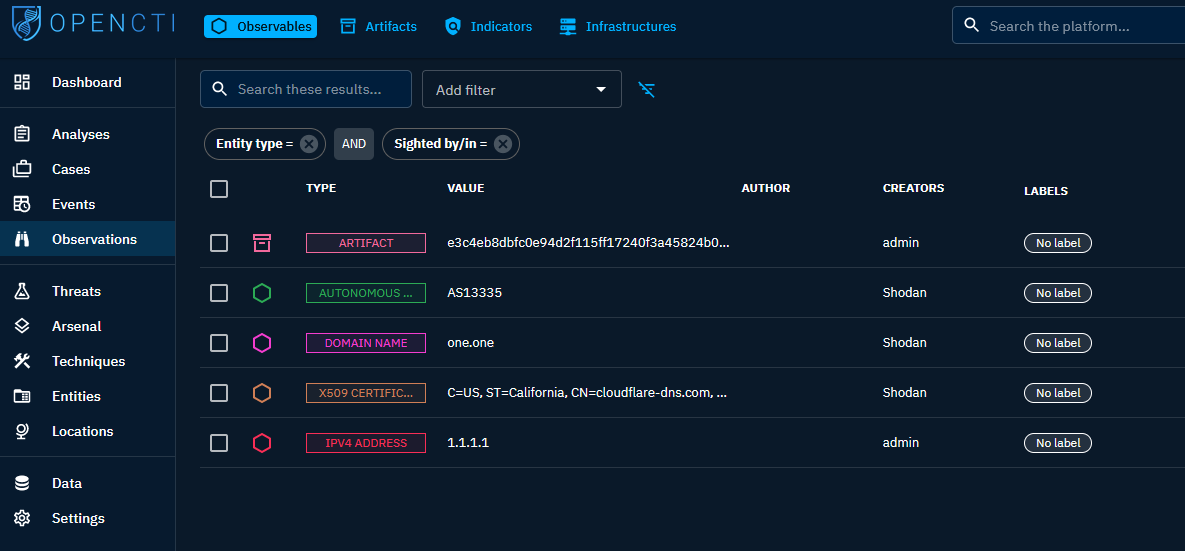 OPENCTI
Observables
Artifacts
Indicators
Infrastructures
Search the platform...
Dashboard
Analyses
Cases
Events
Observations
Threats
Arsenal
Techniques
Entities
Locations
Data
Settings
Search these results...
Add filter
Entity type =
AND
Sighted by/in =
TYPE VALUE AUTHOR CREATORS LABELS
ARTIFACT e3c4eb8dbfc0e94d2f115ff17240f3a45824b0... admin No label
AUTONOMOUS ... AS13335 Shodan No label
DOMAIN NAME one.one Shodan No label
X509 CERTIFIC... C=US, ST=California, CN=cloudflare-dns.com, ... Shodan No label
IPV4 ADDRESS 1.1.1.1 admin No label